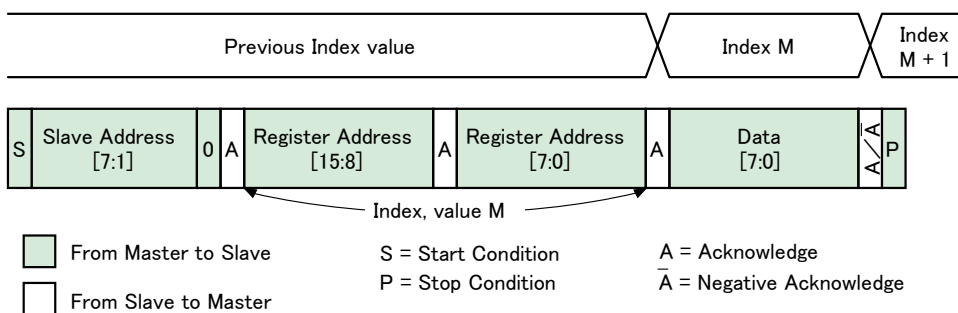 Previous Index value
Index M
Index
M + 1
S
Slave Address
[7:1]
0
A
Register Address
[15:8]
A
Register Address
[7:0]
A
Data
[7:0]
A/A̅
P
Index, value M
From Master to Slave
From Slave to Master
S = Start Condition
P = Stop Condition
A = Acknowledge
A̅ = Negative Acknowledge